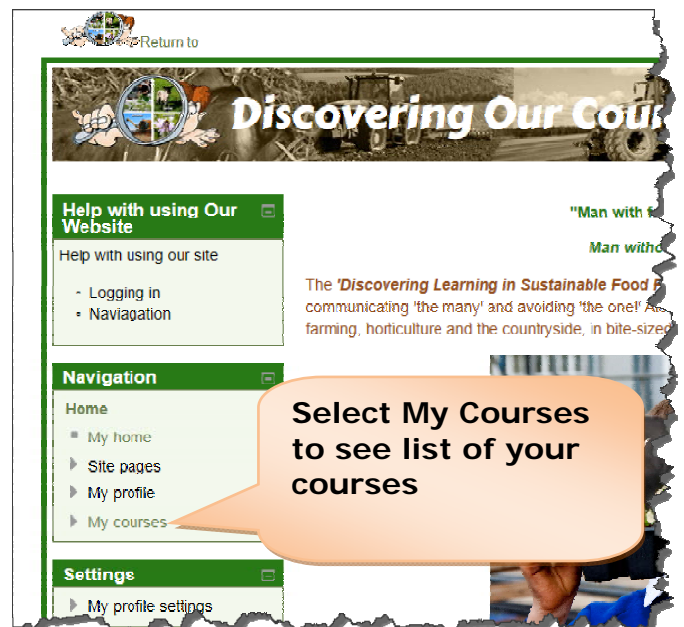 Return to
Discovering Our Cou
Help with using Our
Website
Help with using our site
- Logging in
• Naviagation
Navigation
Home
My home
Site pages
My profile
My courses
Settings
My profile settings
"Man with
Man witho
The 'Discovering Learning in Sustainable Food
communicating 'the many' and avoiding 'the one!'
farming, horticulture and the countryside, in bite-sized
Select My Courses
to see list of your
courses